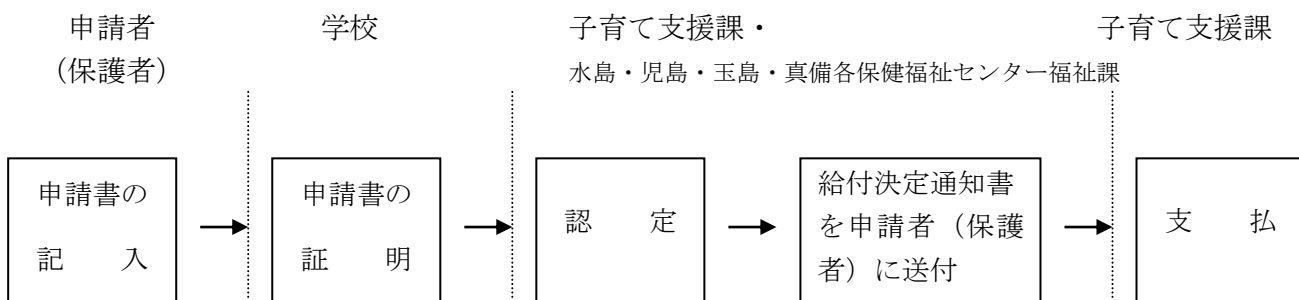 申請者
(保護者)
学校
子育て支援課・
水島・児島・玉島・真備各保健福祉センター福祉課
子育て支援課
申請書の
記　入
申請書の
証　明
認　定
給付決定通知書
を申請者（保護
者）に送付
支　払